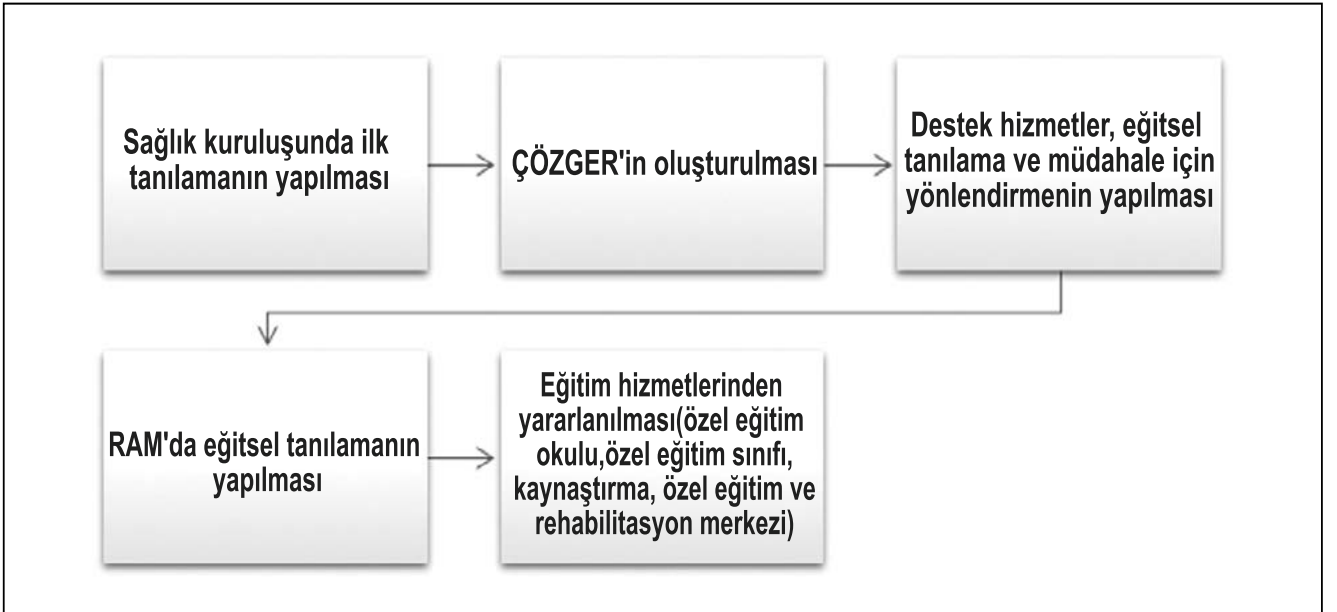 Sağlık kuruluşunda ilk
tanılamanın yapılması
ÇÖZGER'in oluşturulması
Destek hizmetler, eğitsel
tanılama ve müdahale için
yönlendirmenin yapılması
RAM'da eğitsel tanılamanın
yapılması
Eğitim hizmetlerinden
yararlanılması(özel eğitim
okulu,özel eğitim sınıfı,
kaynaştırma, özel eğitim ve
rehabilitasyon merkezi)